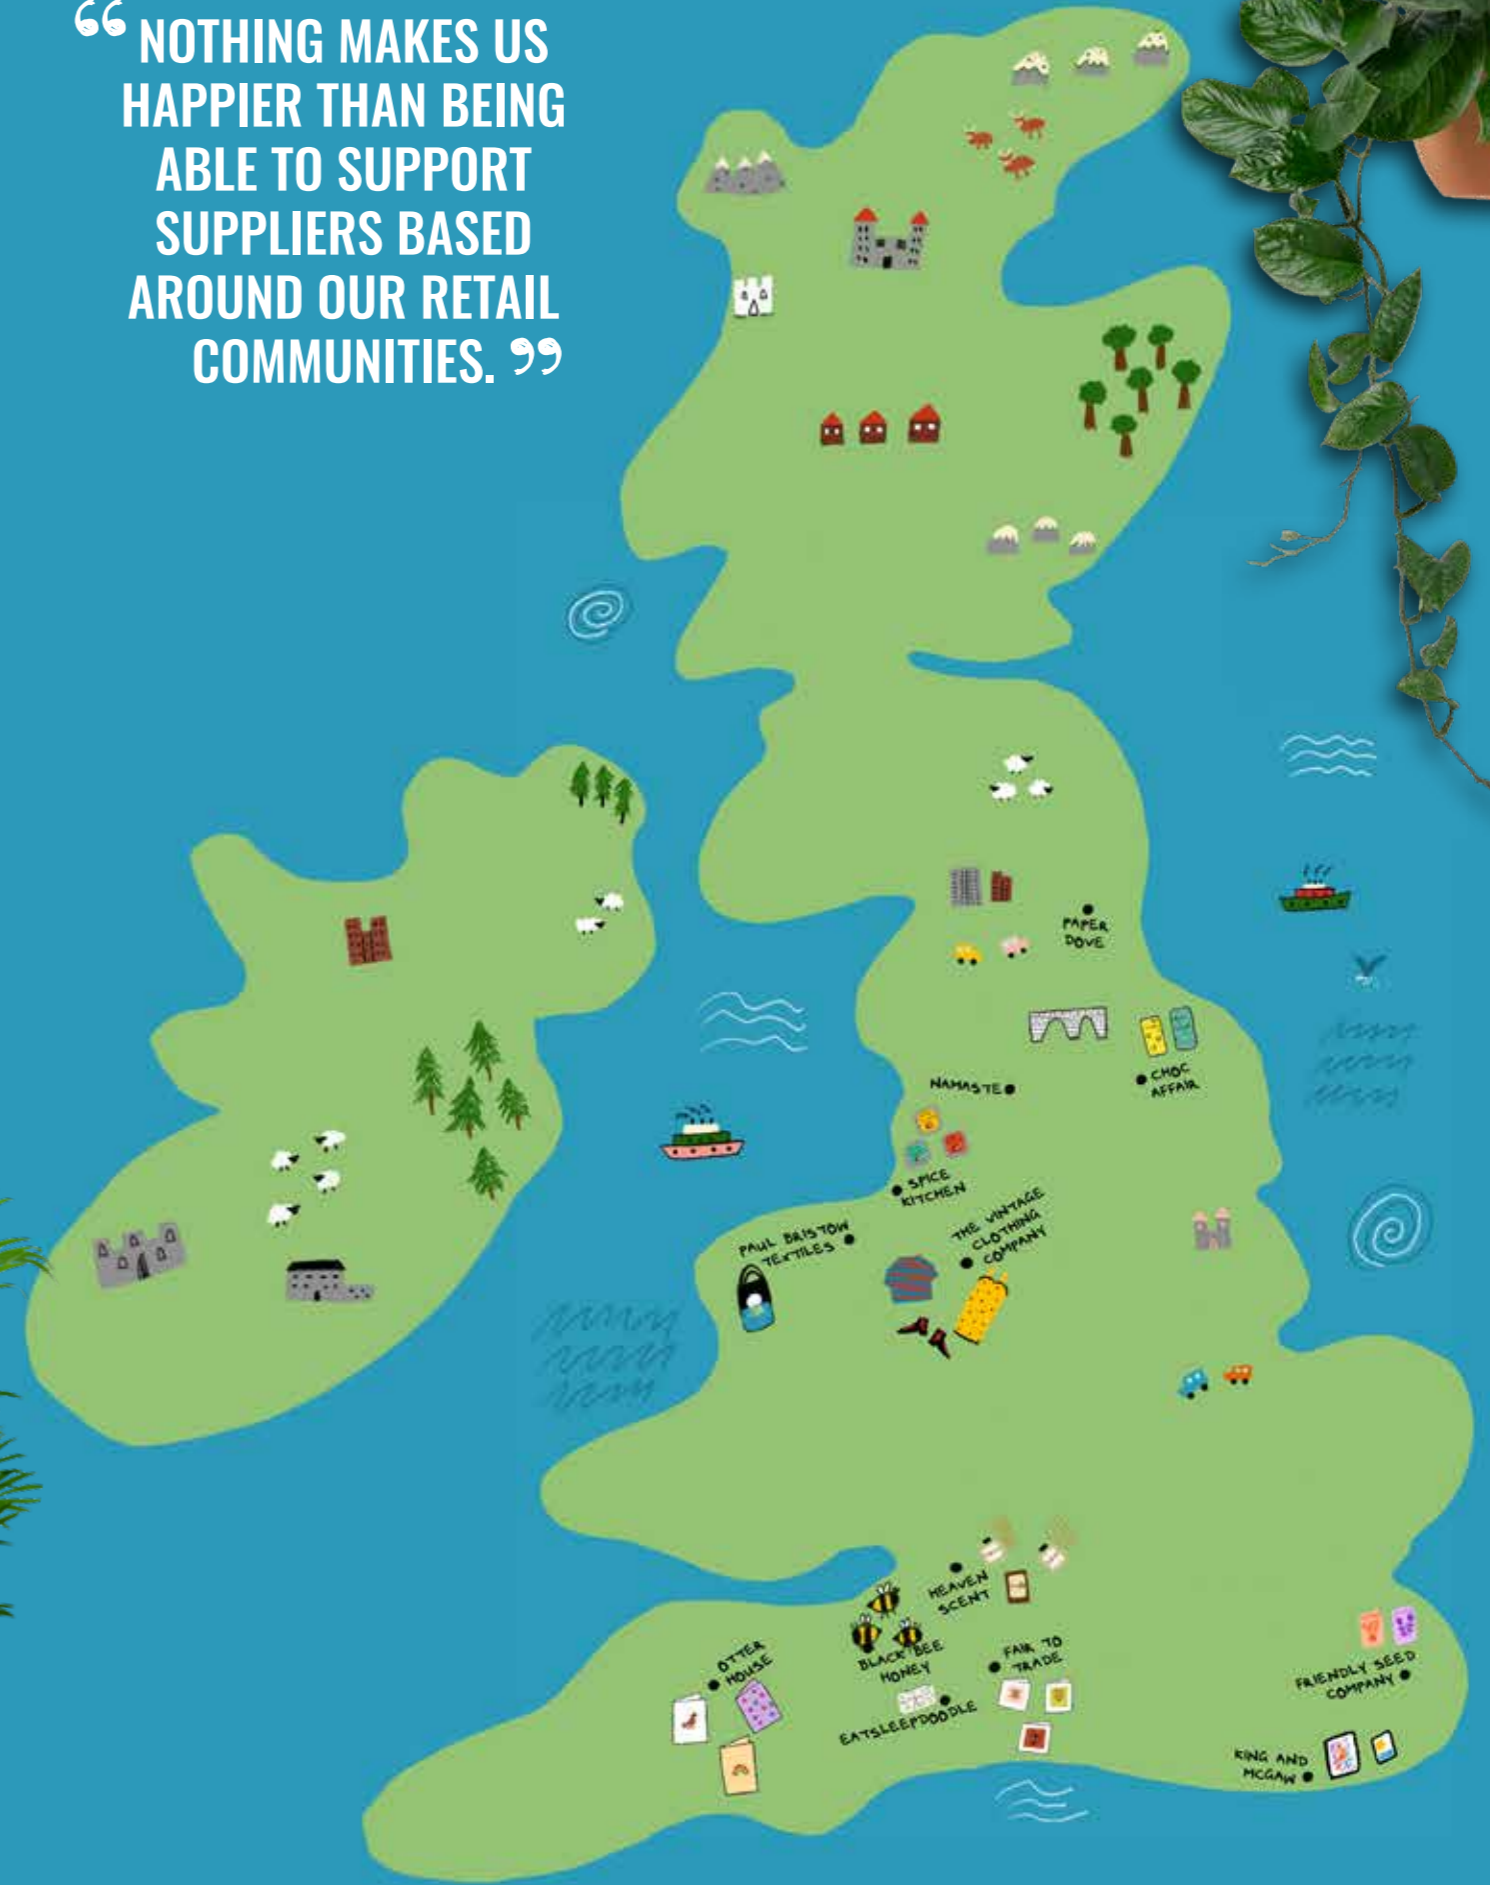 “ NOTHING MAKES US
HAPPIER THAN BEING
ABLE TO SUPPORT
SUPPLIERS BASED
AROUND OUR RETAIL
COMMUNITIES. ”
PAPER
DOVE
NAMASTE
CHOC
AFFAIR
SPICE
KITCHEN
PAUL BRISTOW
TEXTILES
THE VINTAGE
CLOTHING
COMPANY
HEAVEN
SCENT
BLACK BEE
HONEY
OTTER
HOUSE
FAIR TO
TRADE
EATSLEEPDOODLE
FRIENDLY SEED
COMPANY
KING AND
MCGAW